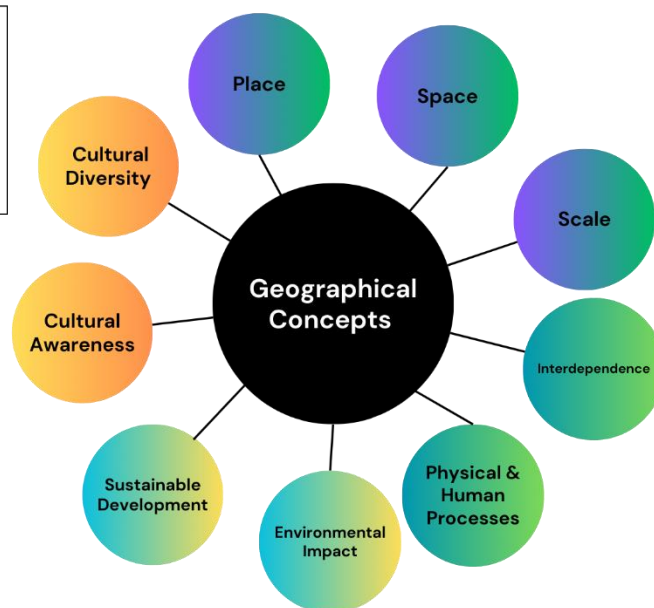 Place
Space
Cultural
Diversity
Scale
Geographical
Concepts
Cultural
Awareness
Interdependence
Sustainable
Development
Physical &
Human
Processes
Environmental
Impact